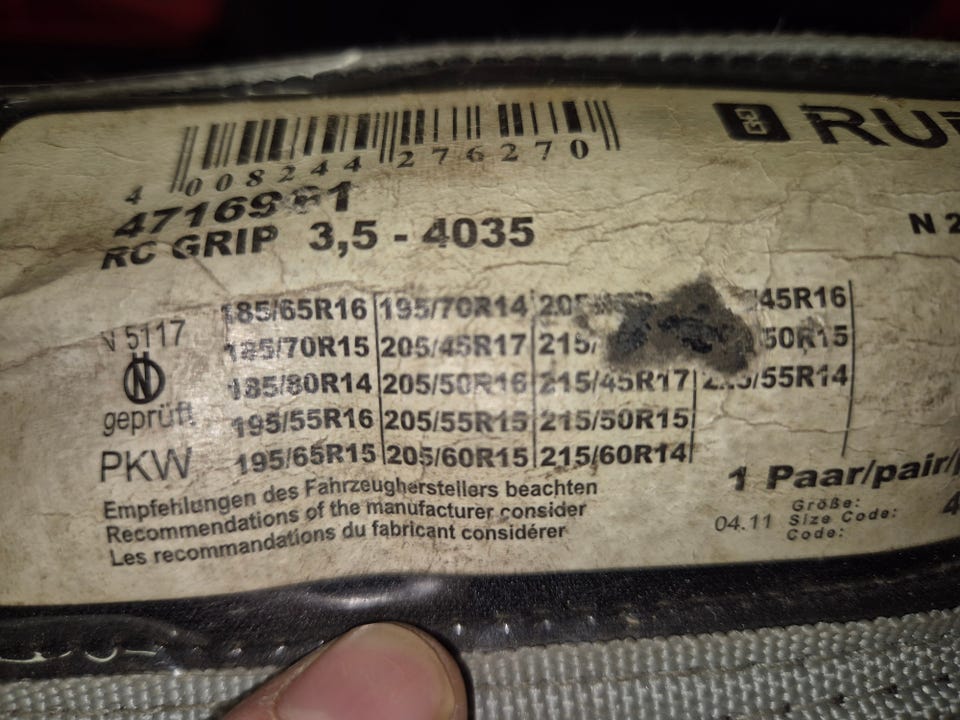 4 008244 276270
RC GRIP 3,5 - 4035
V 5117
geprüft
PKW
185/65R16 195/70R14
185/70R15 205/45R17 215/
185/80R14 205/50R16 215/45R17
195/55R16 205/55R15 215/50R15
195/65R15 205/60R15 215/60R14
Empfehlungen des Fahrzeugherstellers beachten
Recommendations of the manufacturer consider
Les recommandations du fabricant considérer
1 Paar/pair/
04.11
Größe:
Size Code:
Code: